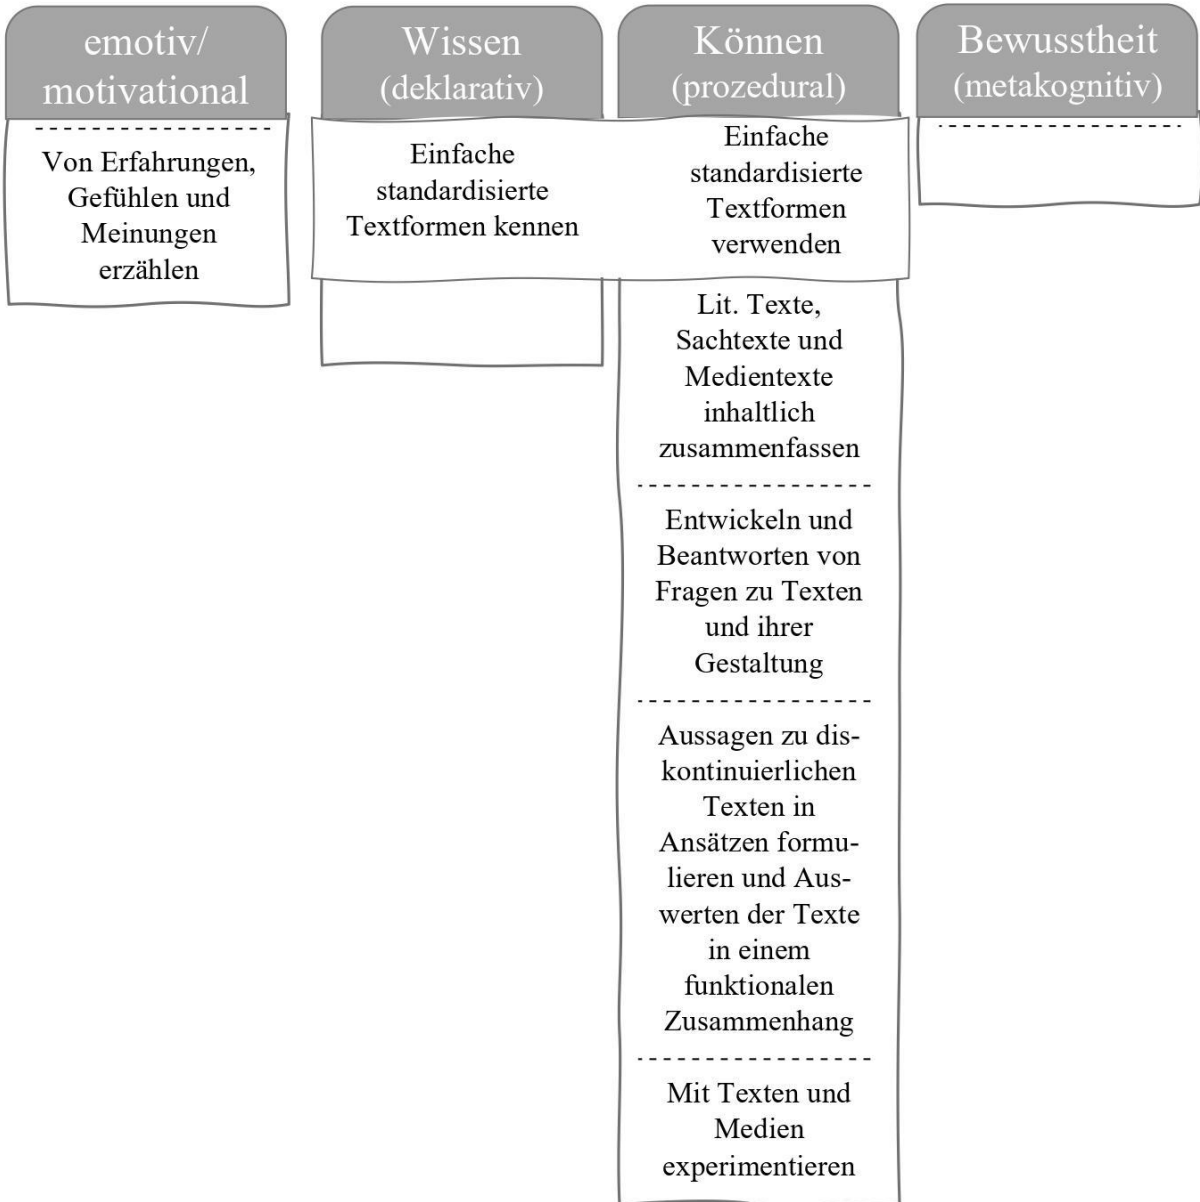 emotiv/
motivational
Von Erfahrungen,
Gefühlen und
Meinungen
erzählen
Wissen
(deklarativ)
Einfache
standardisierte
Textformen kennen
Können
(prozedural)
Einfache
standardisierte
Textformen
verwenden
Lit. Texte,
Sachtexte und
Medientexte
inhaltlich
zusammenfassen
Entwickeln und
Beantworten von
Fragen zu Texten
und ihrer
Gestaltung
Aussagen zu dis-
kontinuierlichen
Texten in
Ansätzen formu-
lieren und Aus-
werten der Texte
in einem
funktionalen
Zusammenhang
Mit Texten und
Medien
experimentieren
Bewusstheit
(metakognitiv)